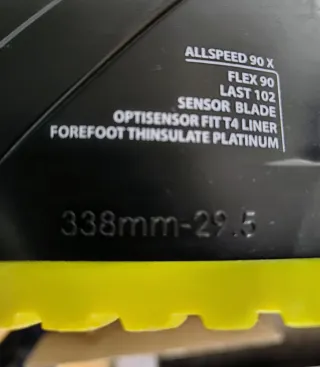 ALLSPEED 90 X
FLEX 90
LAST 102
SENSOR BLADE
OPTISENSOR FIT T4 LINER
FOREFOOT THINSULATE PLATINUM
338mm-29.5